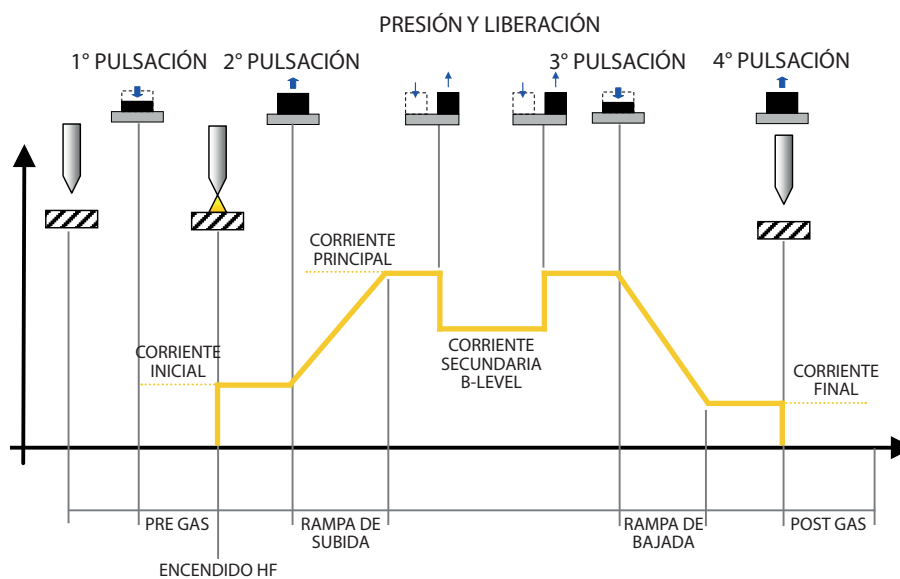 PRESIÓN Y LIBERACIÓN
1° PULSACIÓN
2° PULSACIÓN
3° PULSACIÓN
4° PULSACIÓN
CORRIENTE
PRINCIPAL
CORRIENTE
INICIAL
CORRIENTE
SECUNDARIA
B-LEVEL
CORRIENTE
FINAL
PRE GAS
RAMPA DE
SUBIDA
RAMPA DE
BAJADA
POST GAS
ENCENDIDO HF